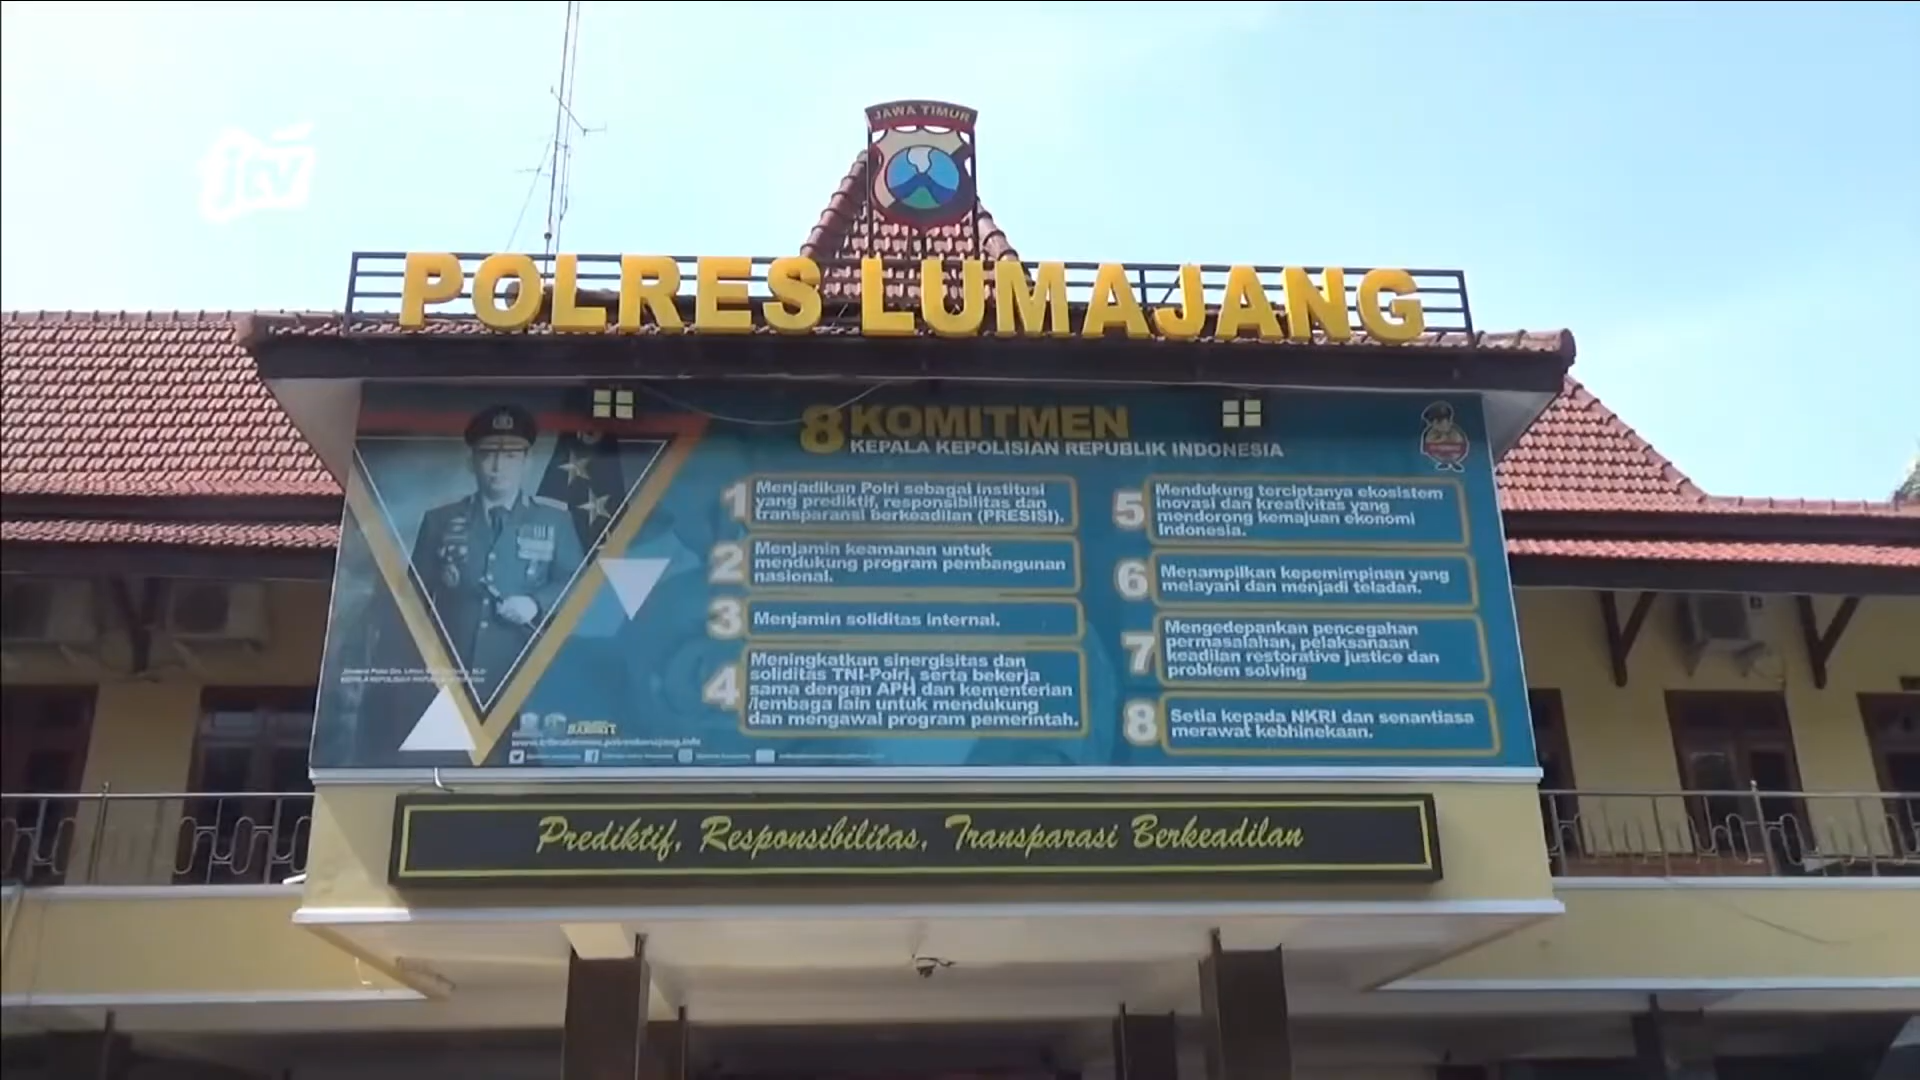 jtv
JAWA TIMUR
POLRES LUMAJANG
8 KOMITMEN
KEPALA KEPOLISIAN REPUBLIK INDONESIA
1
Menjadikan Polri sebagai institusi
yang prediktif, responsibilitas dan
transparansi berkeadilan (PRESISI).
2
Menjamin keamanan untuk
mendukung program pembangunan
nasional.
3
Menjamin soliditas internal.
4
Meningkatkan sinergisitas dan
soliditas TNI-Polri, serta bekerja
sama dengan APH dan kementerian
/lembaga lain untuk mendukung
dan mengawal program pemerintah.
5
Mendukung terciptanya ekosistem
inovasi dan kreativitas yang
mendorong kemajuan ekonomi
Indonesia.
6
Menampilkan kepemimpinan yang
melayani dan menjadi teladan.
7
Mengedepankan pencegahan
permasalahan, pelaksanaan
keadilan restorative justice dan
problem solving
8
Setia kepada NKRI dan senantiasa
merawat kebhinekaan.
Prediktif, Responsibilitas, Transparasi Berkeadilan